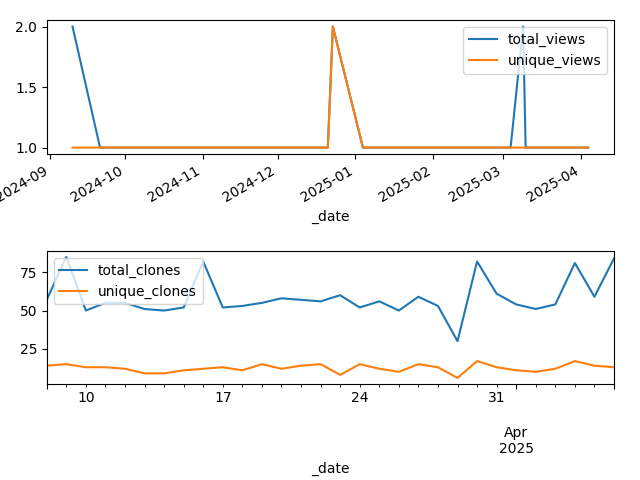 2.0
1.5
1.0
total_views
unique_views
2024-09
2024-10
2024-11
2024-12
2025-01
2025-02
2025-03
2025-04
_date
75
50
25
total_clones
unique_clones
10
17
24
31
Apr
2025
_date